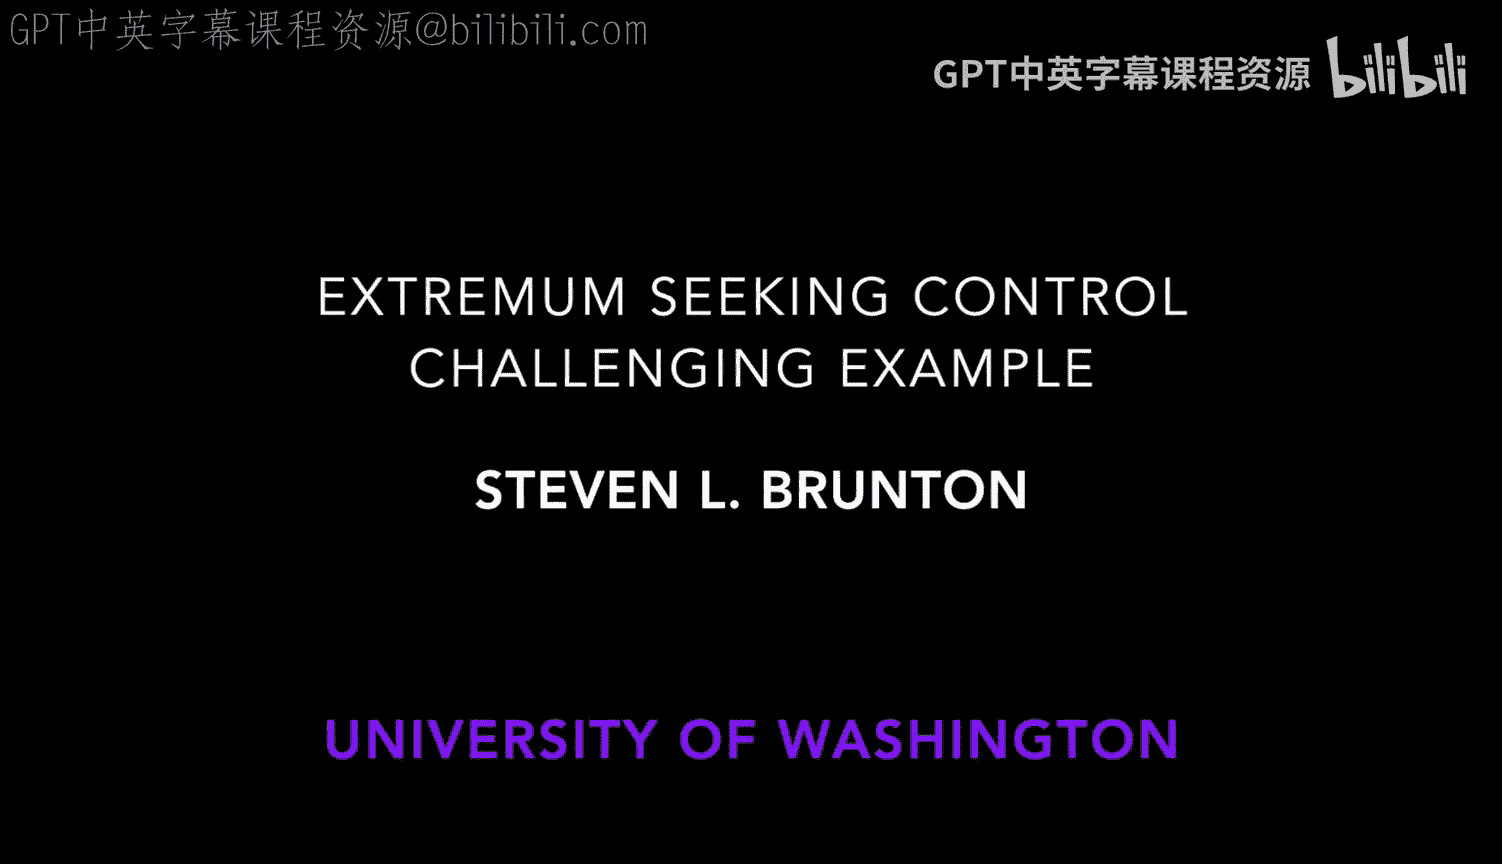 GPT中英字幕课程资源@bilibili.com
GPT中英字幕课程资源 bilibili
EXTREMUM SEEKING CONTROL
CHALLENGING EXAMPLE
STEVEN L. BRUNTON
UNIVERSITY OF WASHINGTON